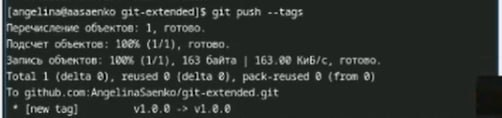 [angelina@aasaenko git-extended]$ git push --tags
Перечисление объектов: 1, готово.
Подсчет объектов: 100% (1/1), готово.
Запись объектов: 100% (1/1), 163 байта | 163.00 КиБ/с, готово.
Total 1 (delta 0), reused 0 (delta 0), pack-reused 0 (from 0)
To github.com:AngelinaSaenko/git-extended.git
 * [new tag]         v1.0.0 -> v1.0.0